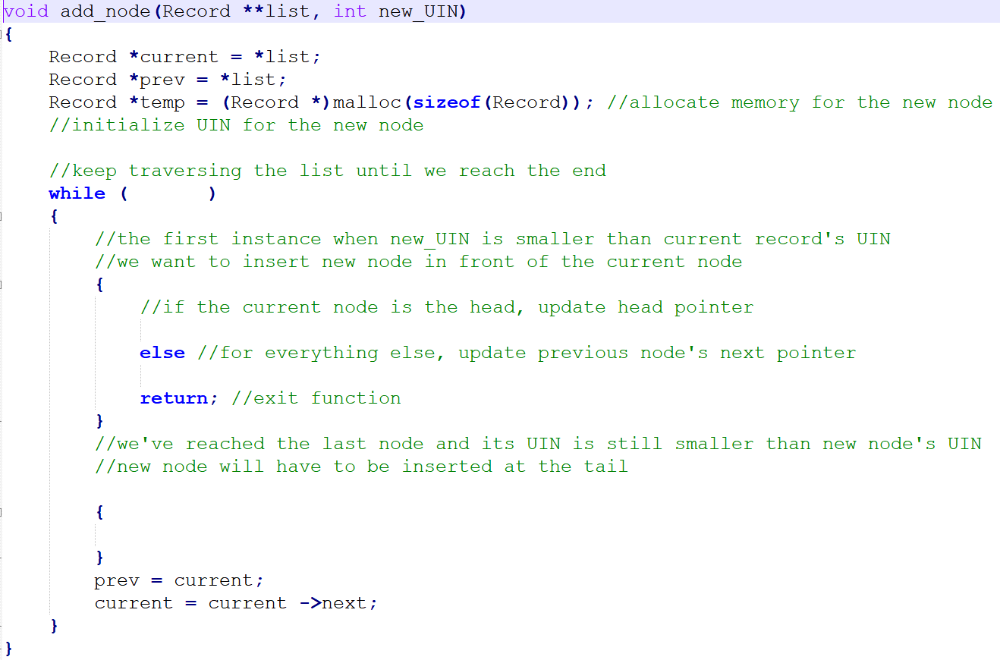 void add_node(Record **list, int new_UIN)
{
    Record *current = *list;
    Record *prev = *list;
    Record *temp = (Record *)malloc(sizeof(Record)); //allocate memory for the new node
    //initialize UIN for the new node
    //keep traversing the list until we reach the end
    while (       )
    {
        //the first instance when new_UIN is smaller than current record's UIN
        //we want to insert new node in front of the current node
        {
            //if the current node is the head, update head pointer
            else //for everything else, update previous node's next pointer
            return; //exit function
        }
        //we've reached the last node and its UIN is still smaller than new node's UIN
        //new node will have to be inserted at the tail
        {
        }
        prev = current;
        current = current ->next;
    }
}